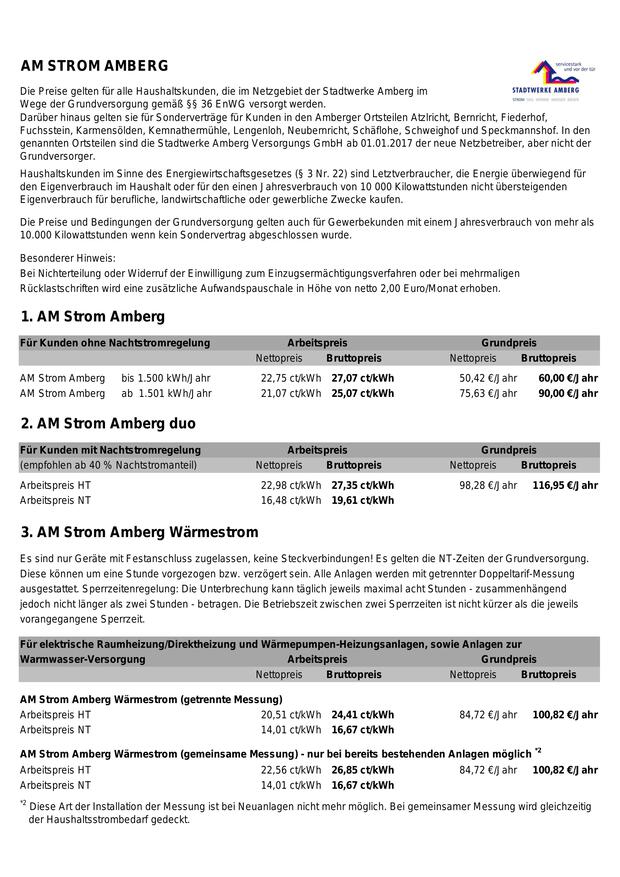 AM STROM AMBERG
servicestark
und vor der tür
STADTWERKE AMBERG
Die Preise gelten für alle Haushaltskunden, die im Netzgebiet der Stadtwerke Amberg im
Wege der Grundversorgung gemäß §§ 36 EnWG versorgt werden.
Darüber hinaus gelten sie für Sonderverträge für Kunden in den Amberger Ortsteilen Atzlricht, Bernricht, Fiederhof,
Fuchsstein, Karmensölden, Kemnathermühle, Lengenloh, Neubernricht, Schäflohe, Schweighof und Speckmannshof. In den
genannten Ortsteilen sind die Stadtwerke Amberg Versorgungs GmbH ab 01.01.2017 der neue Netzbetreiber, aber nicht der
Grundversorger.
Haushaltskunden im Sinne des Energiewirtschaftsgesetzes (§ 3 Nr. 22) sind Letztverbraucher, die Energie überwiegend für
den Eigenverbrauch im Haushalt oder für den einen Jahresverbrauch von 10 000 Kilowattstunden nicht übersteigenden
Eigenverbrauch für berufliche, landwirtschaftliche oder gewerbliche Zwecke kaufen.
Die Preise und Bedingungen der Grundversorgung gelten auch für Gewerbekunden mit einem Jahresverbrauch von mehr als
10.000 Kilowattstunden wenn kein Sondervertrag abgeschlossen wurde.
Besonderer Hinweis:
Bei Nichterteilung oder Widerruf der Einwilligung zum Einzugsermächtigungsverfahren oder bei mehrmaligen
Rücklastschriften wird eine zusätzliche Aufwandspauschale in Höhe von netto 2,00 Euro/Monat erhoben.
1. AM Strom Amberg
Für Kunden ohne Nachtstromregelung Arbeitspreis Grundpreis
Nettopreis Bruttopreis Nettopreis Bruttopreis
AM Strom Amberg bis 1.500 kWh/Jahr 22,75 ct/kWh 27,07 ct/kWh 50,42 €/Jahr 60,00 €/Jahr
AM Strom Amberg ab 1.501 kWh/Jahr 21,07 ct/kWh 25,07 ct/kWh 75,63 €/Jahr 90,00 €/Jahr
2. AM Strom Amberg duo
Für Kunden mit Nachtstromregelung Arbeitspreis Grundpreis
(empfohlen ab 40 % Nachtstromanteil) Nettopreis Bruttopreis Nettopreis Bruttopreis
Arbeitspreis HT 22,98 ct/kWh 27,35 ct/kWh 98,28 €/Jahr 116,95 €/Jahr
Arbeitspreis NT 16,48 ct/kWh 19,61 ct/kWh
3. AM Strom Amberg Wärmestrom
Es sind nur Geräte mit Festanschluss zugelassen, keine Steckverbindungen! Es gelten die NT-Zeiten der Grundversorgung.
Diese können um eine Stunde vorgezogen bzw. verzögert sein. Alle Anlagen werden mit getrennter Doppeltarif-Messung
ausgestattet. Sperrzeitenregelung: Die Unterbrechung kann täglich jeweils maximal acht Stunden - zusammenhängend
jedoch nicht länger als zwei Stunden - betragen. Die Betriebszeit zwischen zwei Sperrzeiten ist nicht kürzer als die jeweils
vorangegangene Sperrzeit.
Für elektrische Raumheizung/Direktheizung und Wärmepumpen-Heizungsanlagen, sowie Anlagen zur
Warmwasser-Versorgung Arbeitspreis Grundpreis
Nettopreis Bruttopreis Nettopreis Bruttopreis
AM Strom Amberg Wärmestrom (getrennte Messung)
Arbeitspreis HT 20,51 ct/kWh 24,41 ct/kWh 84,72 €/Jahr 100,82 €/Jahr
Arbeitspreis NT 14,01 ct/kWh 16,67 ct/kWh
AM Strom Amberg Wärmestrom (gemeinsame Messung) - nur bei bereits bestehenden Anlagen möglich *2
Arbeitspreis HT 22,56 ct/kWh 26,85 ct/kWh 84,72 €/Jahr 100,82 €/Jahr
Arbeitspreis NT 14,01 ct/kWh 16,67 ct/kWh
*2 Diese Art der Installation der Messung ist bei Neuanlagen nicht mehr möglich. Bei gemeinsamer Messung wird gleichzeitig
der Haushaltsstrombedarf gedeckt.